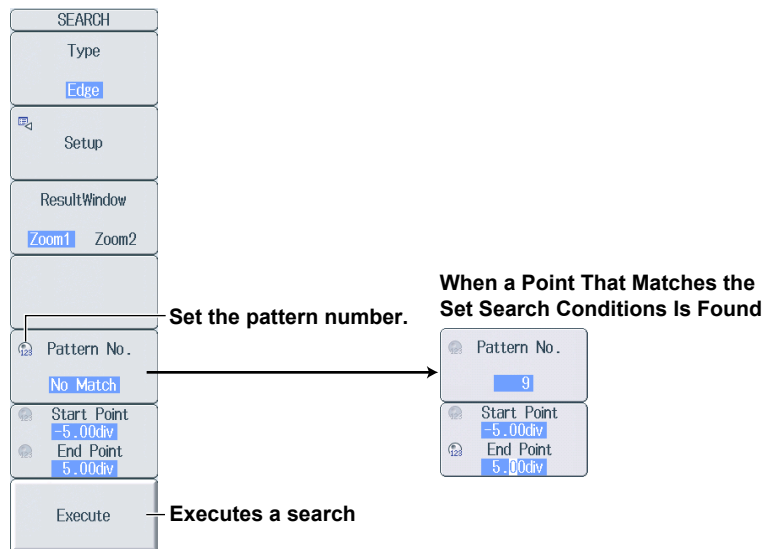 SEARCH
Type
Edge
Setup
ResultWindow
Zoom1 Zoom2
Set the pattern number.
123
Pattern No.
No Match
Start Point
-5.00div
End Point
5.00div
Execute
Executes a search
When a Point That Matches the
Set Search Conditions Is Found
Pattern No.
9
Start Point
-5.00div
123
End Point
5.00div